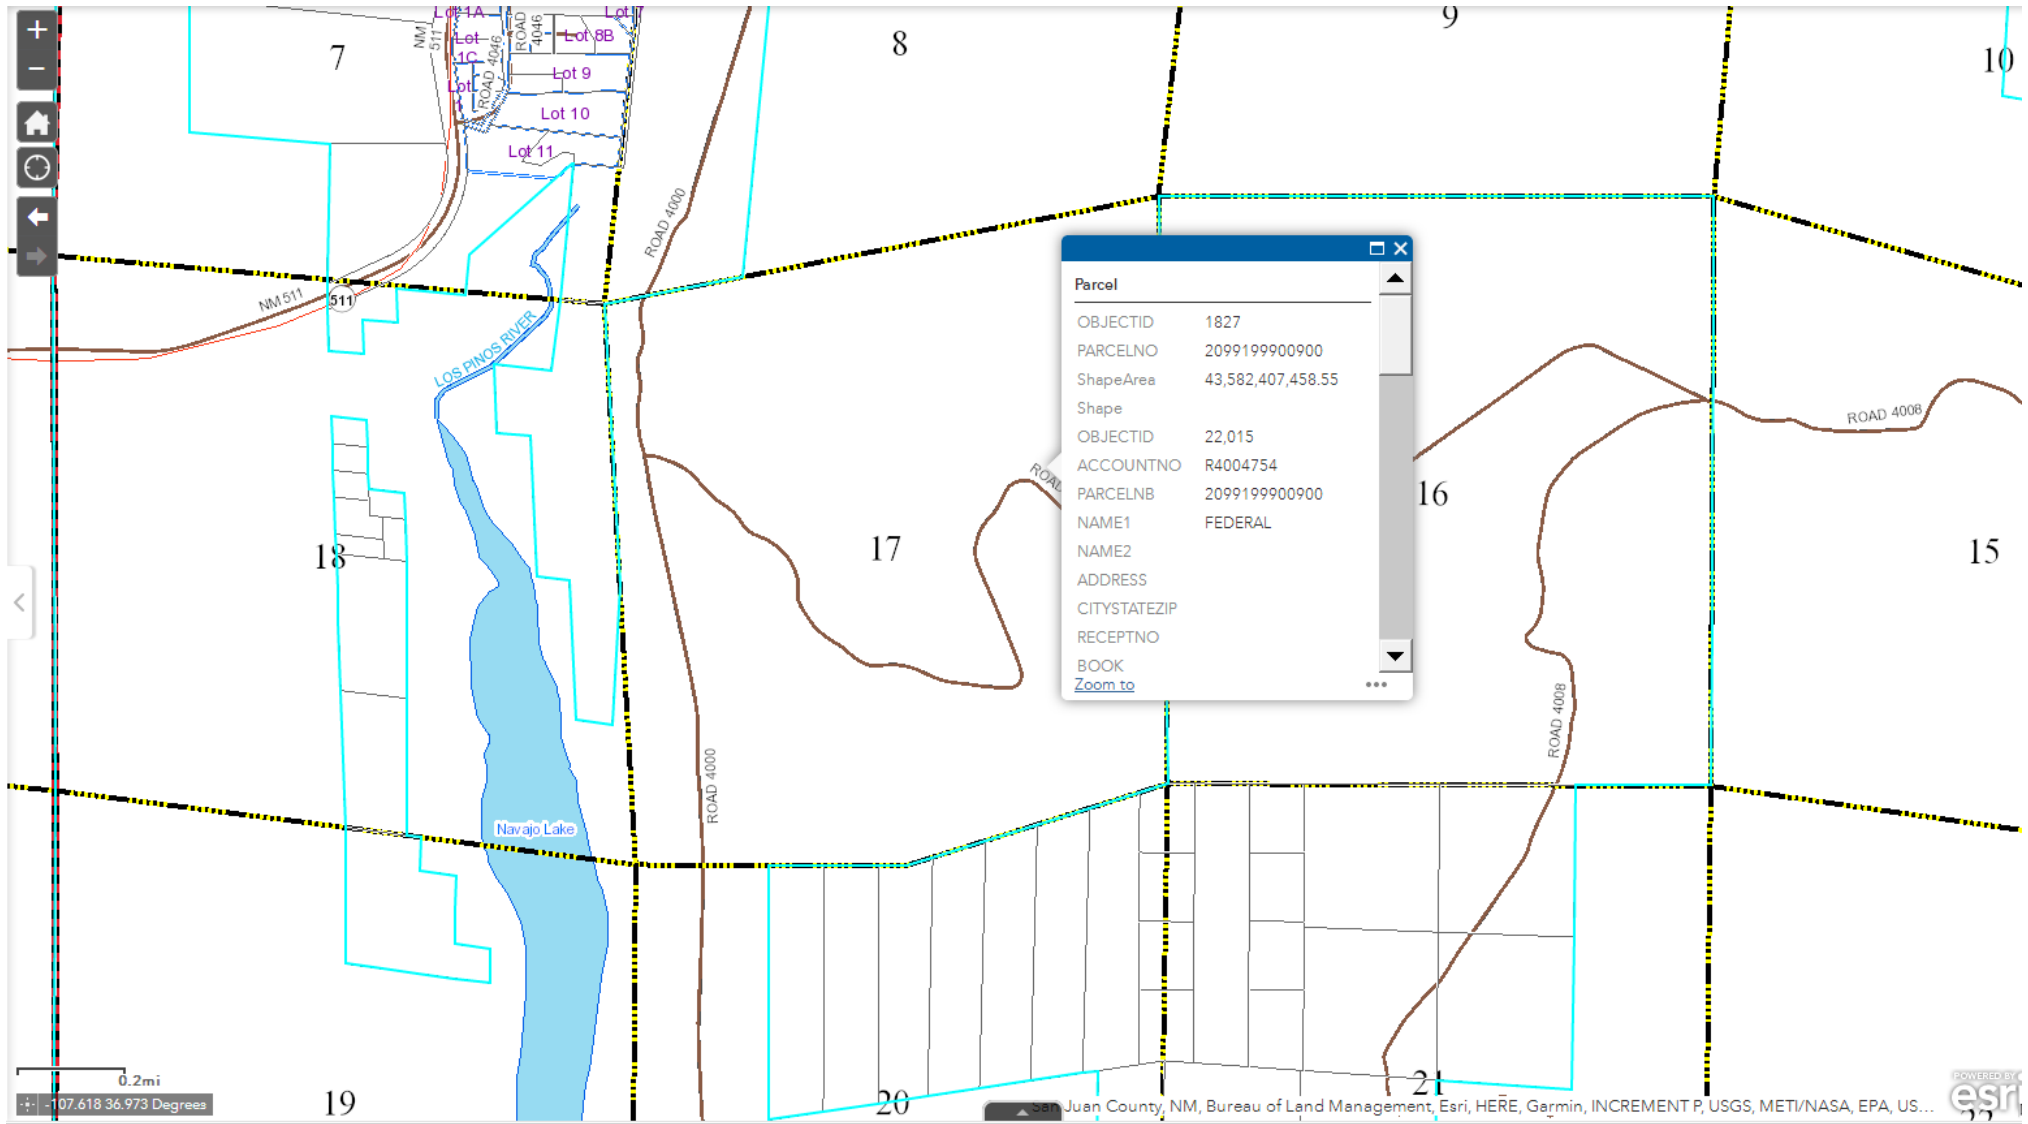 Lot 1A
Lot 7
9
NM 511
ROAD 4046
Lot 8B
Lot
1C
7
8
10
ROAD 4046
Lot 9
Lot
Lot 10
Lot 11
ROAD 4000
NM 511
511
LOS PINOS RIVER
Parcel
OBJECTID 1827
PARCELNO 2099199900900
ShapeArea 43,582,407,458.55
Shape
OBJECTID 22,015
ACCOUNTNO R4004754
PARCELNB 2099199900900
NAME1 FEDERAL
NAME2
ADDRESS
CITYSTATEZIP
RECEPTNO
BOOK
Zoom to
ROAD 4008
ROAD
16
17
18
15
ROAD 4008
ROAD 4000
Navajo Lake
0.2mi
-107.618 36.973 Degrees
19
20
21
22
San Juan County, NM, Bureau of Land Management, Esri, HERE, Garmin, INCREMENT P, USGS, METI/NASA, EPA, US...
POWERED BY
esri